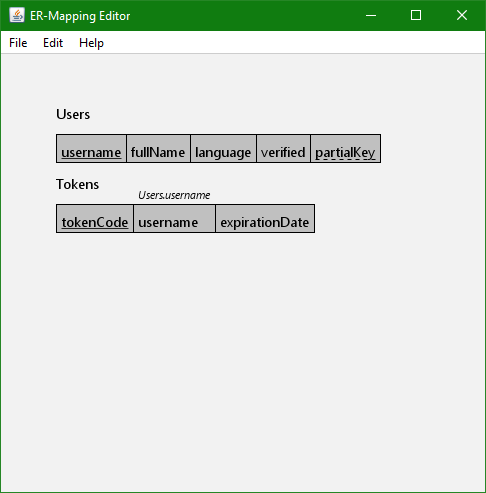 ER-Mapping Editor
File Edit Help
Users
username fullName language verified partialKey
Tokens
Users.username
tokenCode username expirationDate